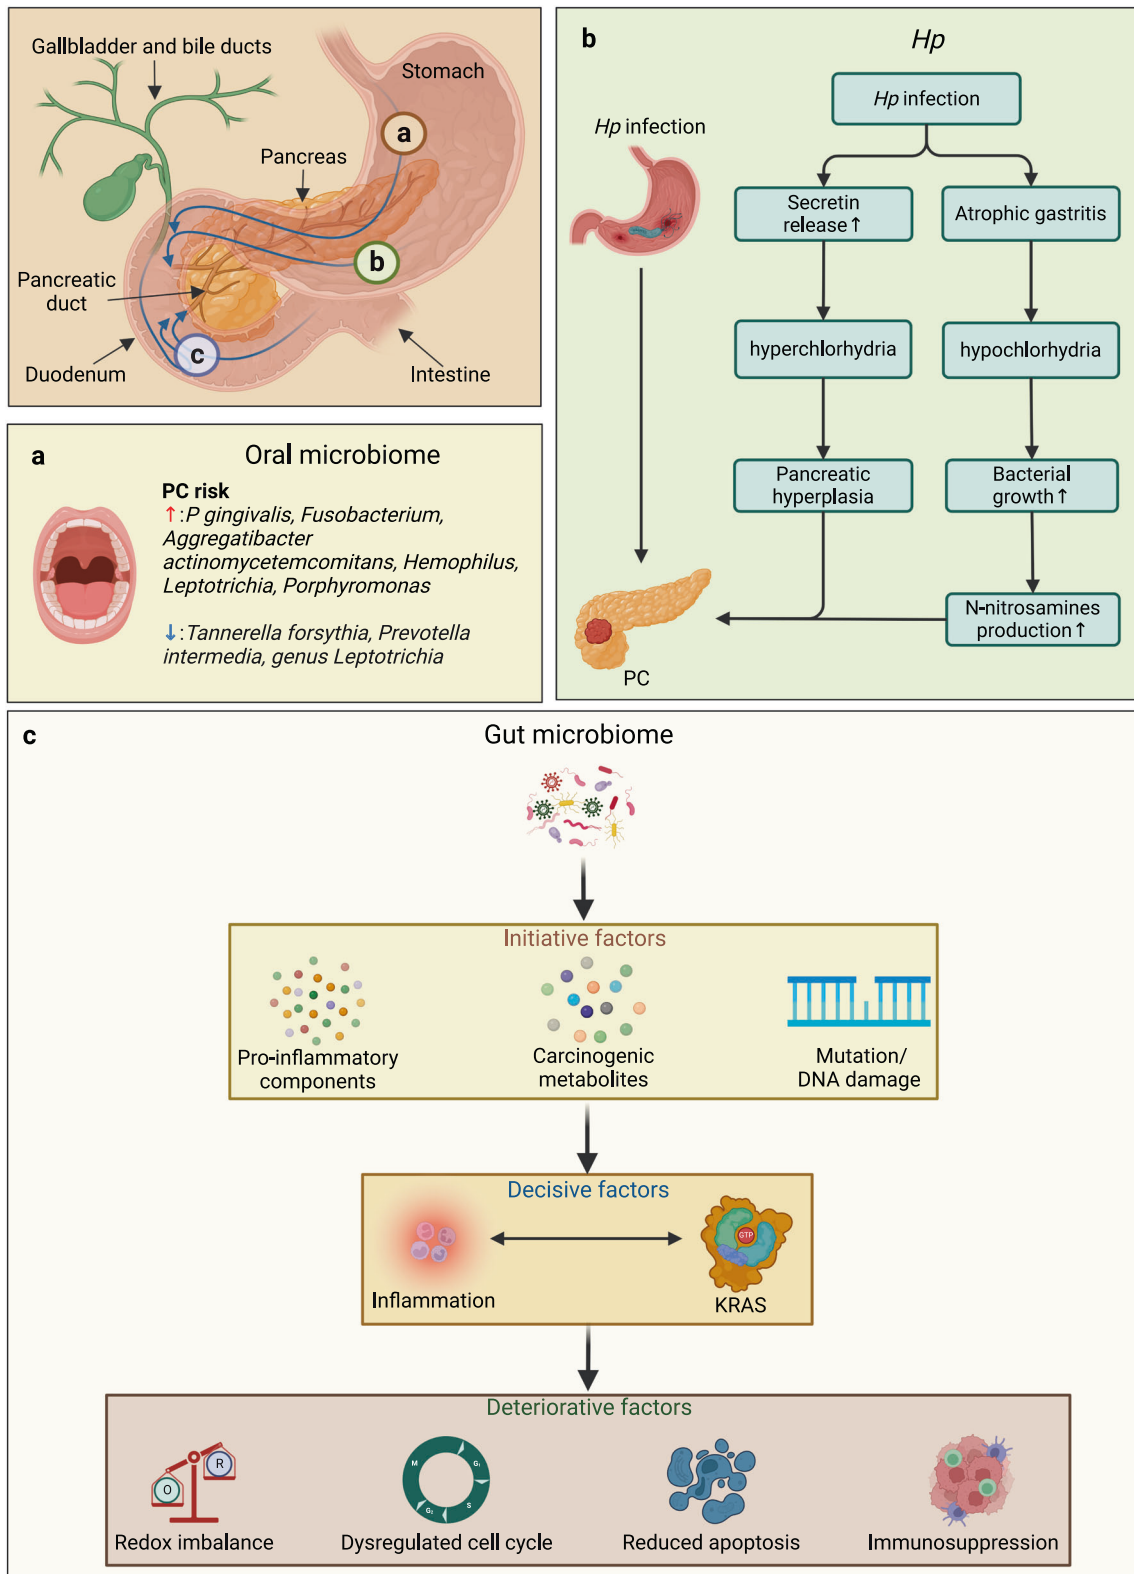 Gallbladder and bile ducts
Stomach
a
Pancreas
b
Pancreatic
duct
c
Duodenum
Intestine
a
Oral microbiome
PC risk
↑:P gingivalis, Fusobacterium,
Aggregatibacter
actinomycetemcomitans, Hemophilus,
Leptotrichia, Porphyromonas
↓:Tannerella forsythia, Prevotella
intermedia, genus Leptotrichia
b
Hp
Hp infection
Hp infection
Secretin
release↑
Atrophic gastritis
hyperchlorhydria
hypochlorhydria
Pancreatic
hyperplasia
Bacterial
growth↑
N-nitrosamines
production↑
PC
c
Gut microbiome
Initiative factors
Pro-inflammatory
components
Carcinogenic
metabolites
Mutation/
DNA damage
Decisive factors
GTP
Inflammation
KRAS
Deteriorative factors
O
R
M
G₁
G₂
S
Redox imbalance
Dysregulated cell cycle
Reduced apoptosis
Immunosuppression